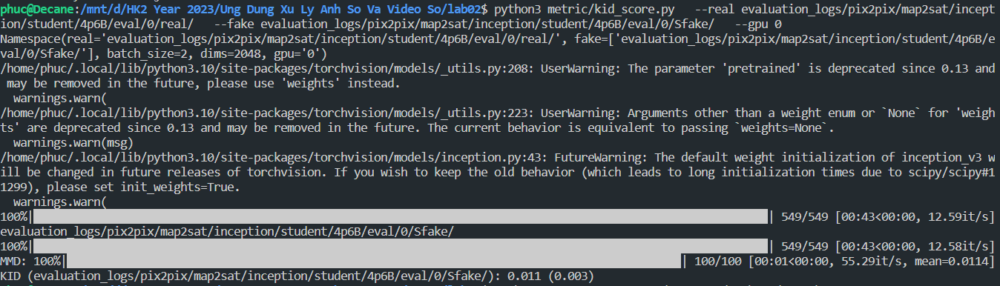 phuc@Decane:/mnt/d/HK2 Year 2023/Ung Dung Xu Ly Anh So Va Video So/lab02$ python3 metric/kid_score.py   --real evaluation_logs/pix2pix/map2sat/incept
ion/student/4p6B/eval/0/real/   --fake evaluation_logs/pix2pix/map2sat/inception/student/4p6B/eval/0/Sfake/   --gpu 0
Namespace(real='evaluation_logs/pix2pix/map2sat/inception/student/4p6B/eval/0/real/', fake=['evaluation_logs/pix2pix/map2sat/inception/student/4p6B/e
val/0/Sfake/'], batch_size=2, dims=2048, gpu='0')
/home/phuc/.local/lib/python3.10/site-packages/torchvision/models/_utils.py:208: UserWarning: The parameter 'pretrained' is deprecated since 0.13 and
 may be removed in the future, please use 'weights' instead.
  warnings.warn(
/home/phuc/.local/lib/python3.10/site-packages/torchvision/models/_utils.py:223: UserWarning: Arguments other than a weight enum or `None` for 'weigh
ts' are deprecated since 0.13 and may be removed in the future. The current behavior is equivalent to passing `weights=None`.
  warnings.warn(msg)
/home/phuc/.local/lib/python3.10/site-packages/torchvision/models/inception.py:43: FutureWarning: The default weight initialization of inception_v3 w
ill be changed in future releases of torchvision. If you wish to keep the old behavior (which leads to long initialization times due to scipy/scipy#1
1299), please set init_weights=True.
  warnings.warn(
100%| | 549/549 [00:43<00:00, 12.59it/s]
evaluation_logs/pix2pix/map2sat/inception/student/4p6B/eval/0/Sfake/
100%| | 549/549 [00:43<00:00, 12.58it/s]
MMD: 100%| | 100/100 [00:01<00:00, 55.29it/s, mean=0.0114]
KID (evaluation_logs/pix2pix/map2sat/inception/student/4p6B/eval/0/Sfake/): 0.011 (0.003)